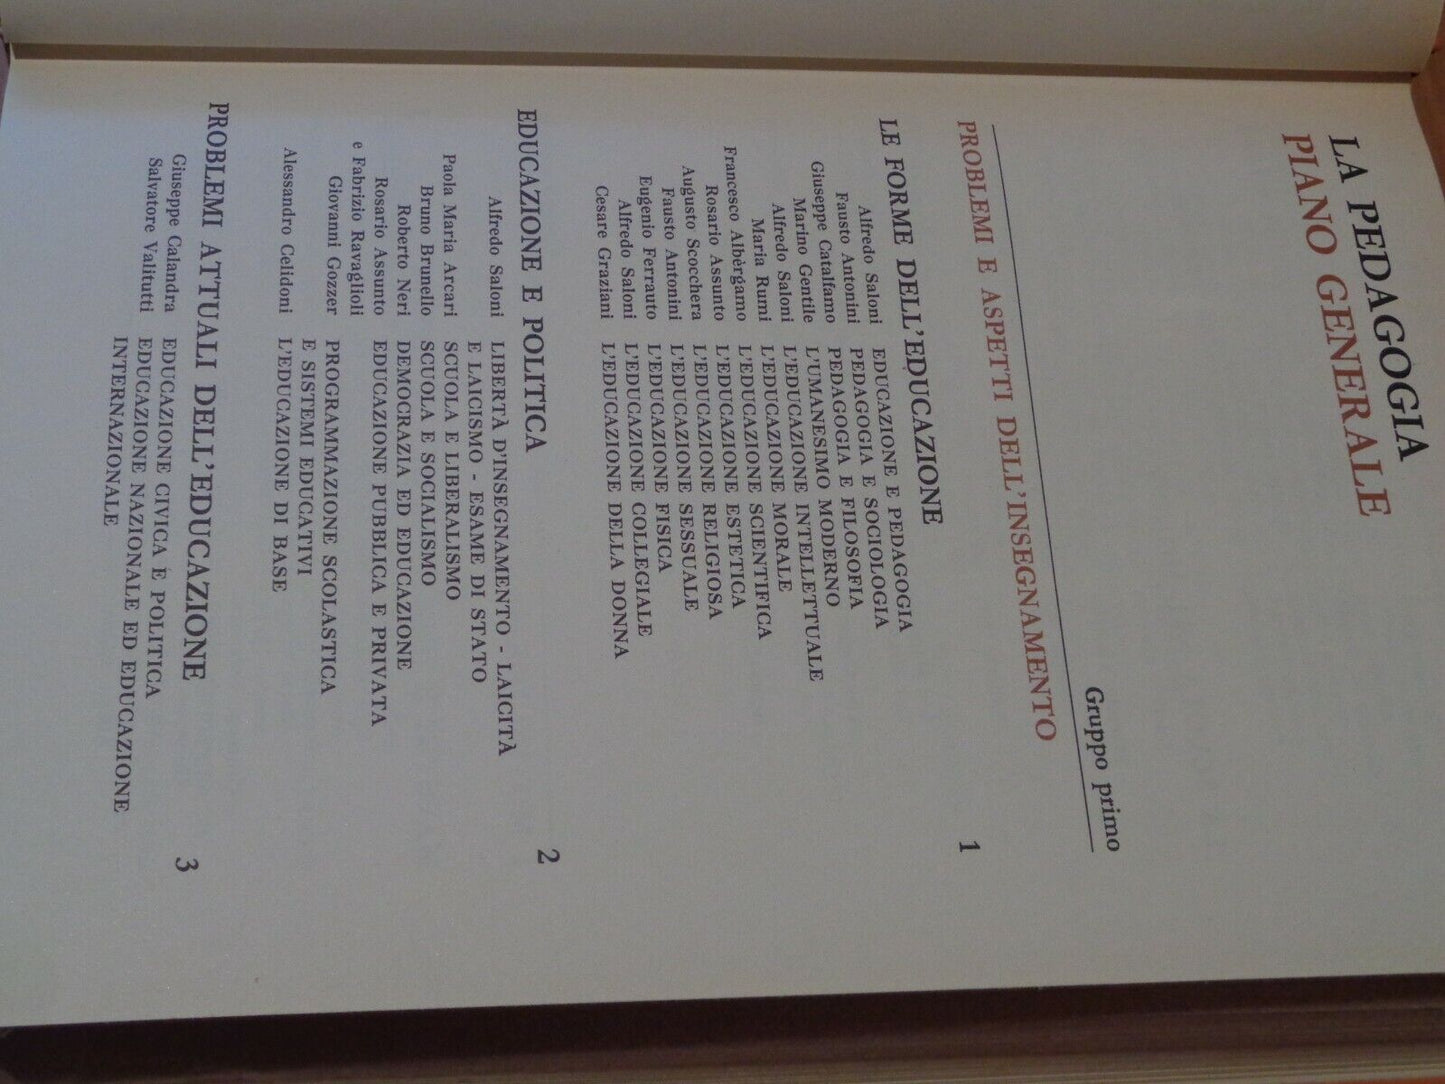 LA PEDAGOGIA
PIANO GENERALE
Gruppo primo
PROBLEMI E ASPETTI DELL'INSEGNAMENTO
LE FORME DELL'EDUCAZIONE 1
Alfredo Saloni EDUCAZIONE E PEDAGOGIA
Fausto Antonini PEDAGOGIA E SOCIOLOGIA
Giuseppe Catalfamo PEDAGOGIA E FILOSOFIA
Marino Gentile L'UMANESIMO MODERNO
Alfredo Saloni L'EDUCAZIONE INTELLETTUALE
Maria Rumi L'EDUCAZIONE MORALE
Francesco Albèrgamo L'EDUCAZIONE SCIENTIFICA
Rosario Assunto L'EDUCAZIONE ESTETICA
Augusto Scocchera L'EDUCAZIONE RELIGIOSA
Fausto Antonini L'EDUCAZIONE SESSUALE
Eugenio Ferrauto L'EDUCAZIONE FISICA
Alfredo Saloni L'EDUCAZIONE COLLEGIALE
Cesare Graziani L'EDUCAZIONE DELLA DONNA
EDUCAZIONE E POLITICA 2
Alfredo Saloni LIBERTÀ D'INSEGNAMENTO - LAICITÀ
E LAICISMO - ESAME DI STATO
Paola Maria Arcari SCUOLA E LIBERALISMO
Bruno Brunello SCUOLA E SOCIALISMO
Roberto Neri DEMOCRAZIA ED EDUCAZIONE
Rosario Assunto EDUCAZIONE PUBBLICA E PRIVATA
e Fabrizio Ravaglioli
Giovanni Gozzer PROGRAMMAZIONE SCOLASTICA
E SISTEMI EDUCATIVI
Alessandro Celidoni L'EDUCAZIONE DI BASE
PROBLEMI ATTUALI DELL'EDUCAZIONE 3
Giuseppe Calandra EDUCAZIONE CIVICA É POLITICA
Salvatore Valitutti EDUCAZIONE NAZIONALE ED EDUCAZIONE
INTERNAZIONALE